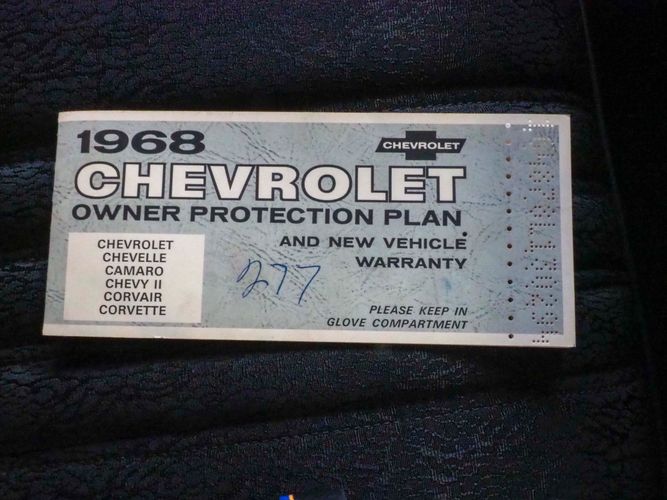 1968
CHEVROLET
CHEVROLET
OWNER PROTECTION PLAN
AND NEW VEHICLE
WARRANTY
CHEVROLET
CHEVELLE
CAMARO
CHEVY II
CORVAIR
CORVETTE
277
PLEASE KEEP IN
GLOVE COMPARTMENT